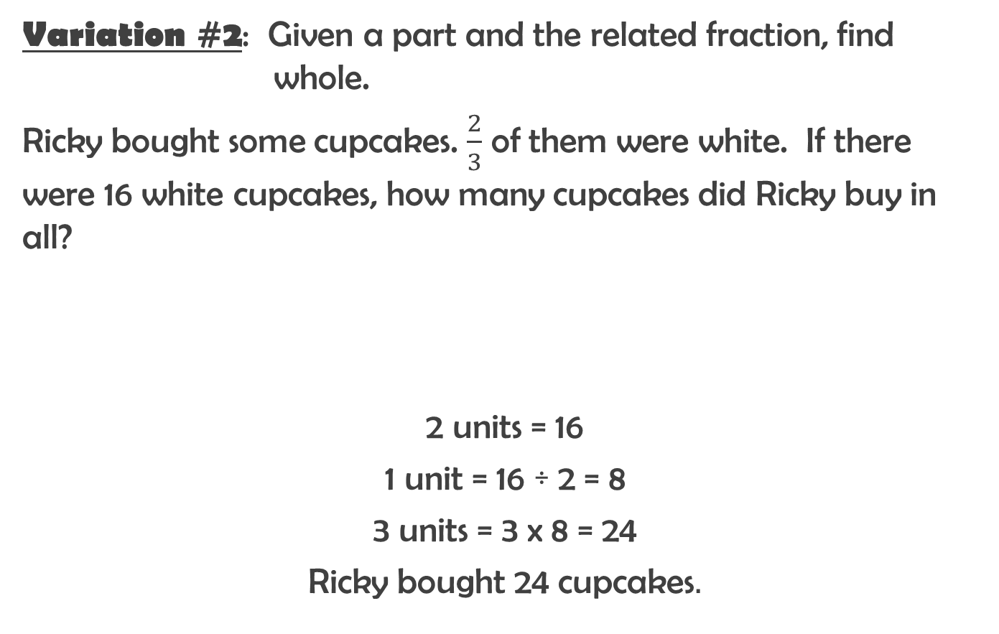 Variation #2:  Given a part and the related fraction, find
whole.
Ricky bought some cupcakes. 2/3 of them were white.  If there
were 16 white cupcakes, how many cupcakes did Ricky buy in
all?
2 units = 16
1 unit = 16 ÷ 2 = 8
3 units = 3 x 8 = 24
Ricky bought 24 cupcakes.